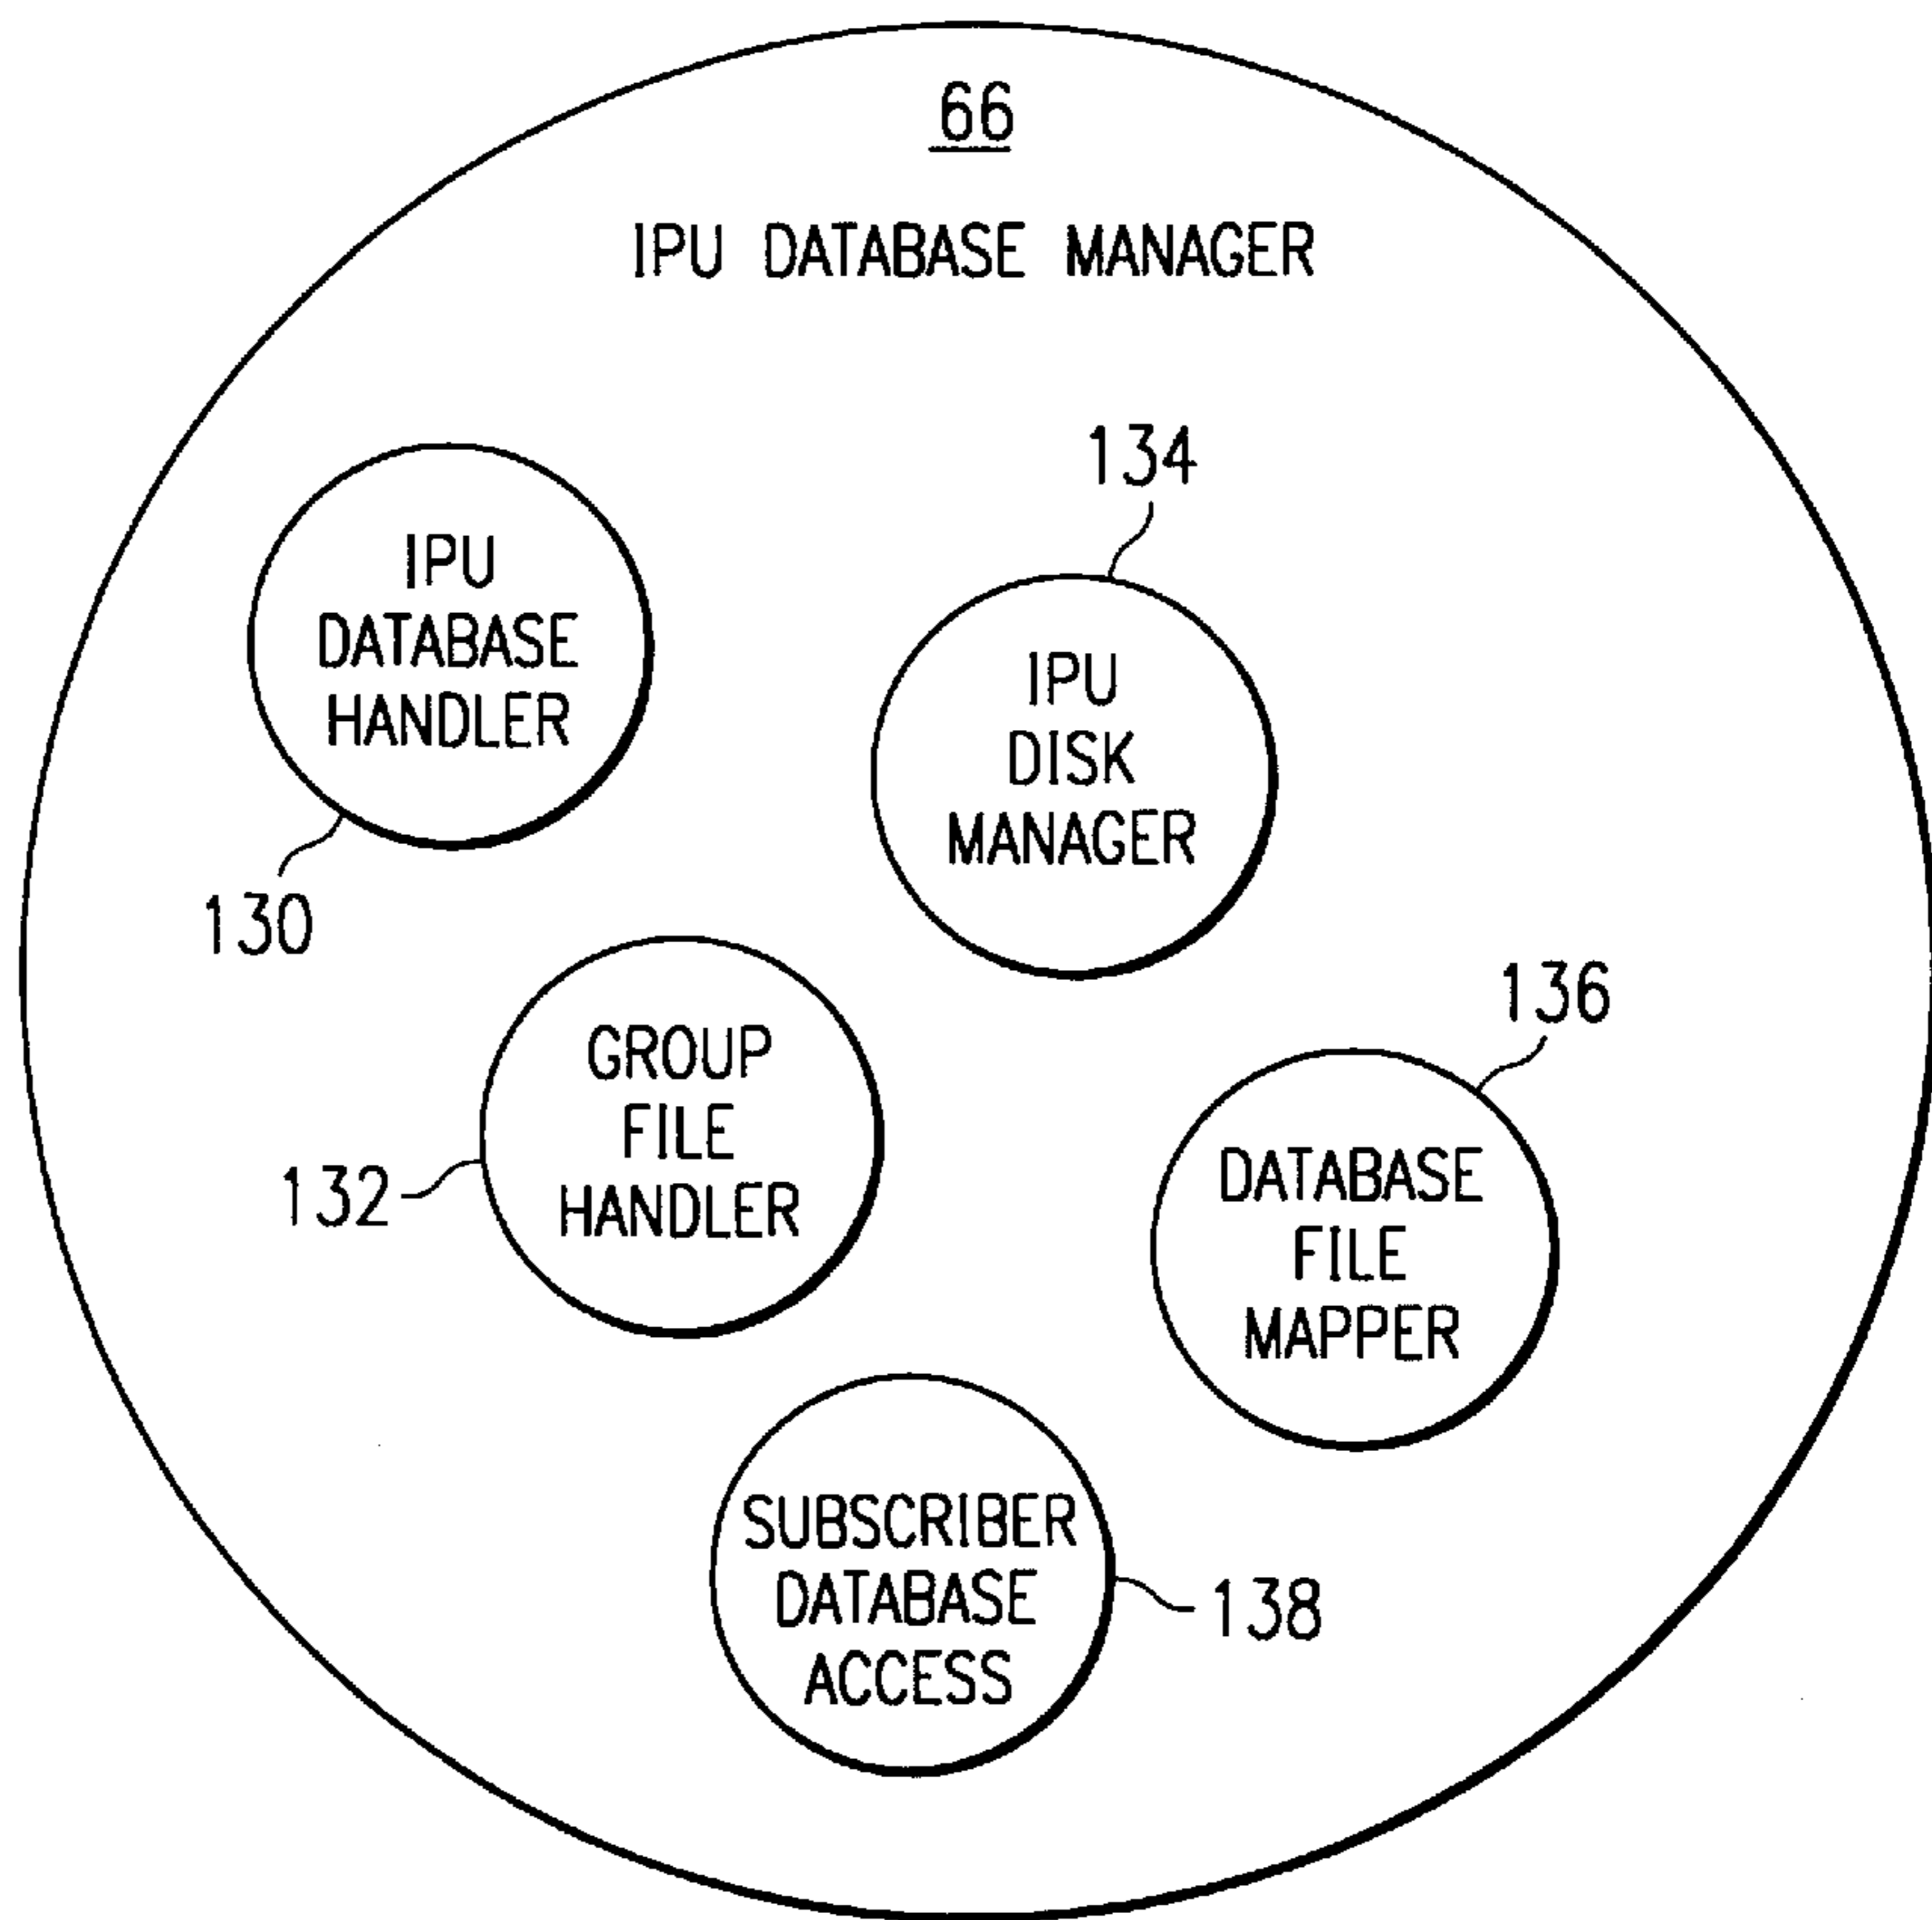 66
IPU DATABASE MANAGER
134
IPU
DATABASE
HANDLER
130
IPU
DISK
MANAGER
136
GROUP
FILE
HANDLER
132
DATABASE
FILE
MAPPER
SUBSCRIBER
DATABASE
ACCESS
138